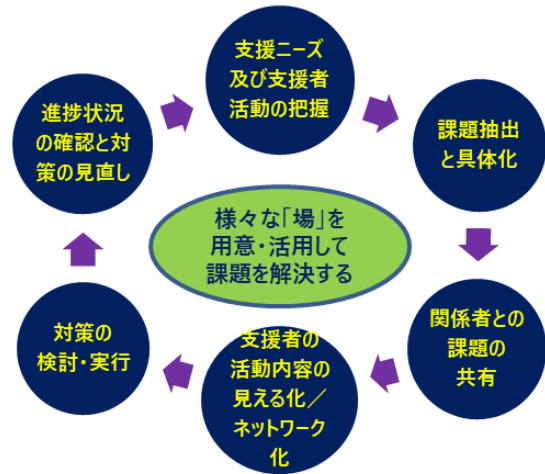 支援ニーズ
及び支援者
活動の把握
課題抽出
と具体化
関係者との
課題の
共有
支援者の
活動内容の
見える化／
ネットワーク
化
対策の
検討・実行
進捗状況
の確認と対
策の見直し
様々な「場」を
用意・活用して
課題を解決する